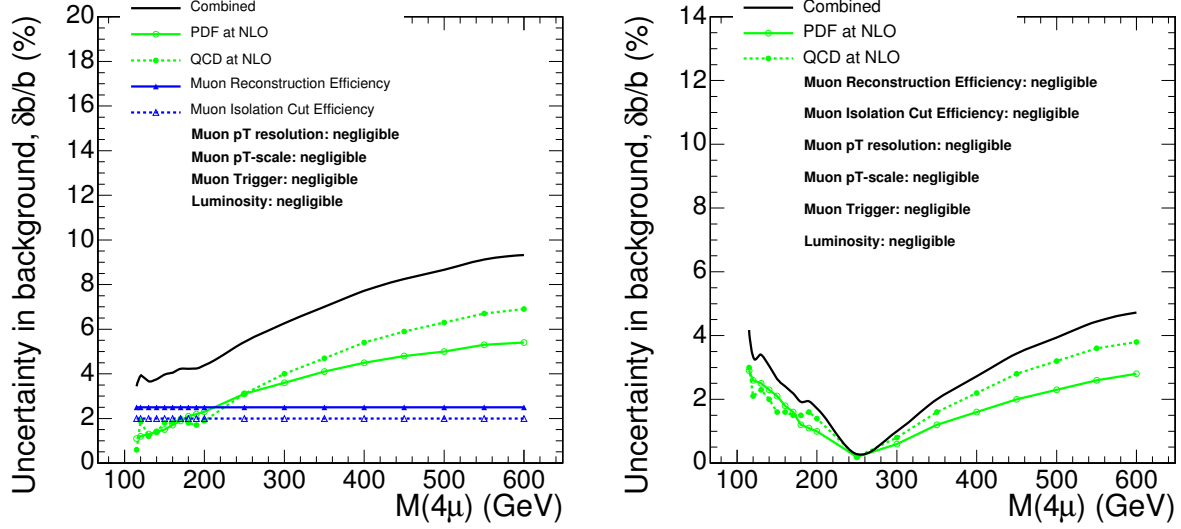 Uncertainty in background, δb/b (%)
20
18
16
14
12
10
8
6
4
2
0
Combined
PDF at NLO
QCD at NLO
Muon Reconstruction Efficiency
Muon Isolation Cut Efficiency
Muon pT resolution: negligible
Muon pT-scale: negligible
Muon Trigger: negligible
Luminosity: negligible
100 200 300 400 500 600
M(4μ) (GeV)
Uncertainty in background, δb/b (%)
14
12
10
8
6
4
2
0
Combined
PDF at NLO
QCD at NLO
Muon Reconstruction Efficiency: negligible
Muon Isolation Cut Efficiency: negligible
Muon pT resolution: negligible
Muon pT-scale: negligible
Muon Trigger: negligible
Luminosity: negligible
100 200 300 400 500 600
M(4μ) (GeV)